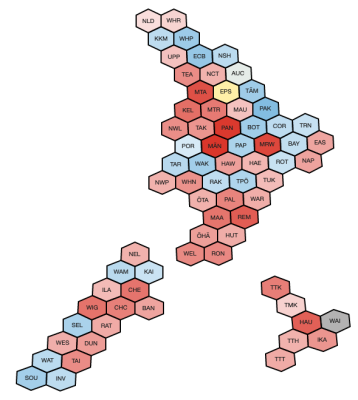 NLD WHR
KKM WHP
UPP ECB NSH
TEA NCT AUC
MTA EPS TĀM
KEL MTR MAU PAK
NWL TAK PAN BOT COR TRN
POR MĀN PAP MRW BAY EAS
TAR WAK HAW HAE ROT NAP
NWP WHN RAK TPŌ TUK
ŌTA PAL WAR
MAA REM
ŌHĀ HUT
WEL RON
NEL
WAM KAI
ILA CHE
WIG CHC BAN
SEL RAT
WES DUN
WAT TAI
SOU INV
TTK
TMK
HAU WAI
TTH IKA
TTT